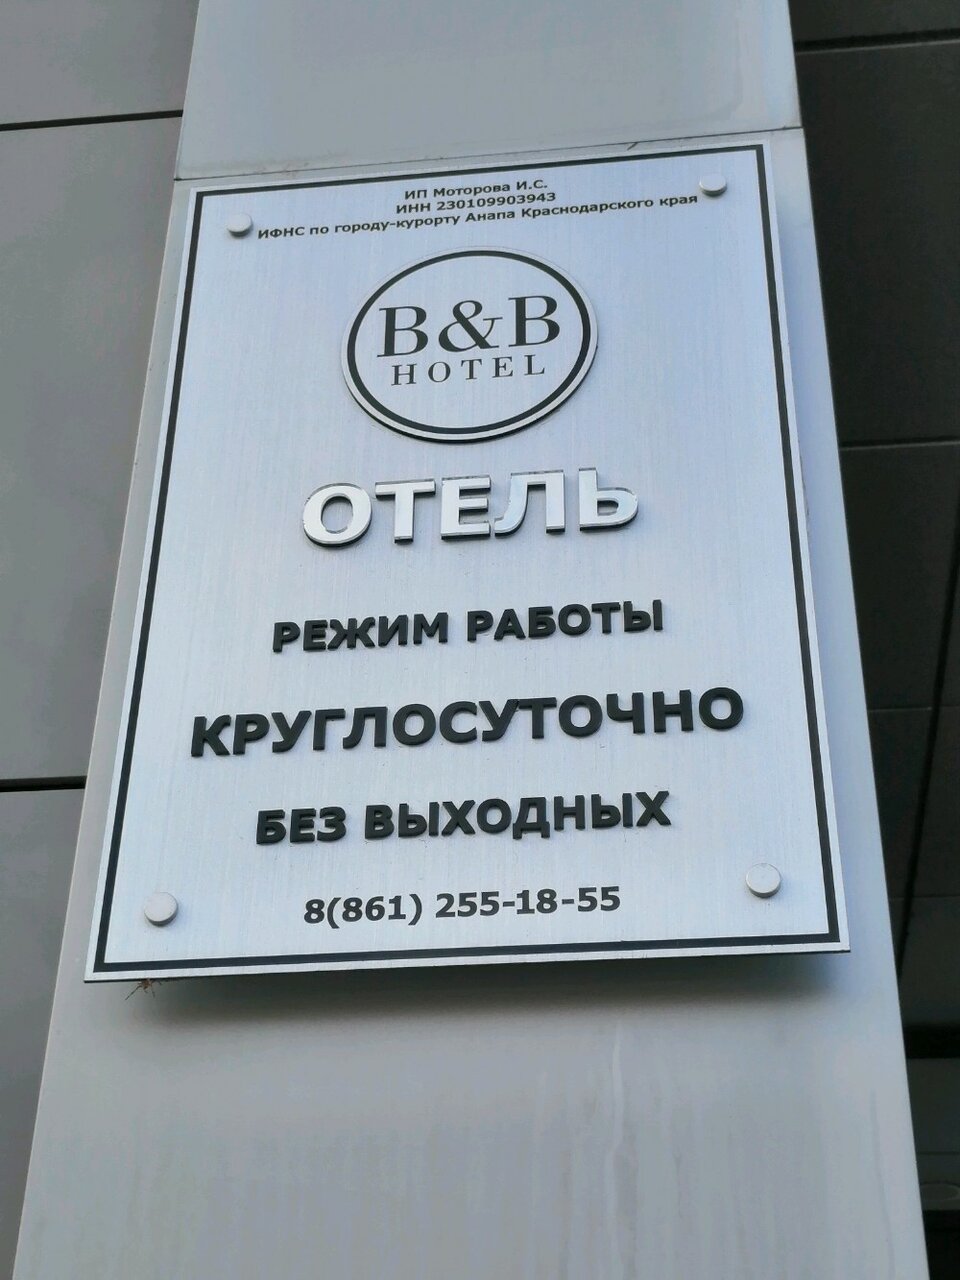 ИП Моторова И.С.
ИНН 230109903943
ИФНС по городу-курорту Анапа Краснодарского края
B&B
HOTEL
ОТЕЛЬ
РЕЖИМ РАБОТЫ
КРУГЛОСУТОЧНО
БЕЗ ВЫХОДНЫХ
8(861) 255-18-55